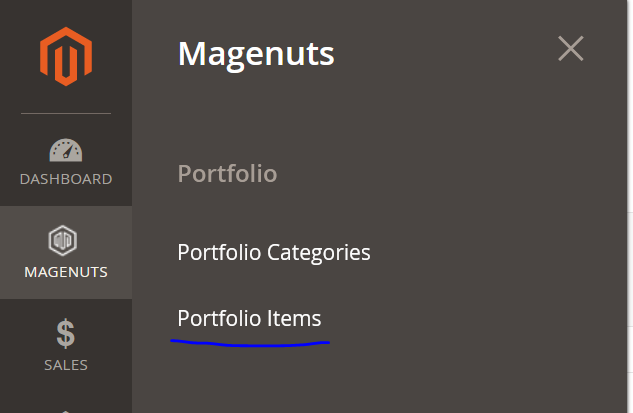 Magenuts
Portfolio
DASHBOARD
Portfolio Categories
MAGENUTS
Portfolio Items
SALES